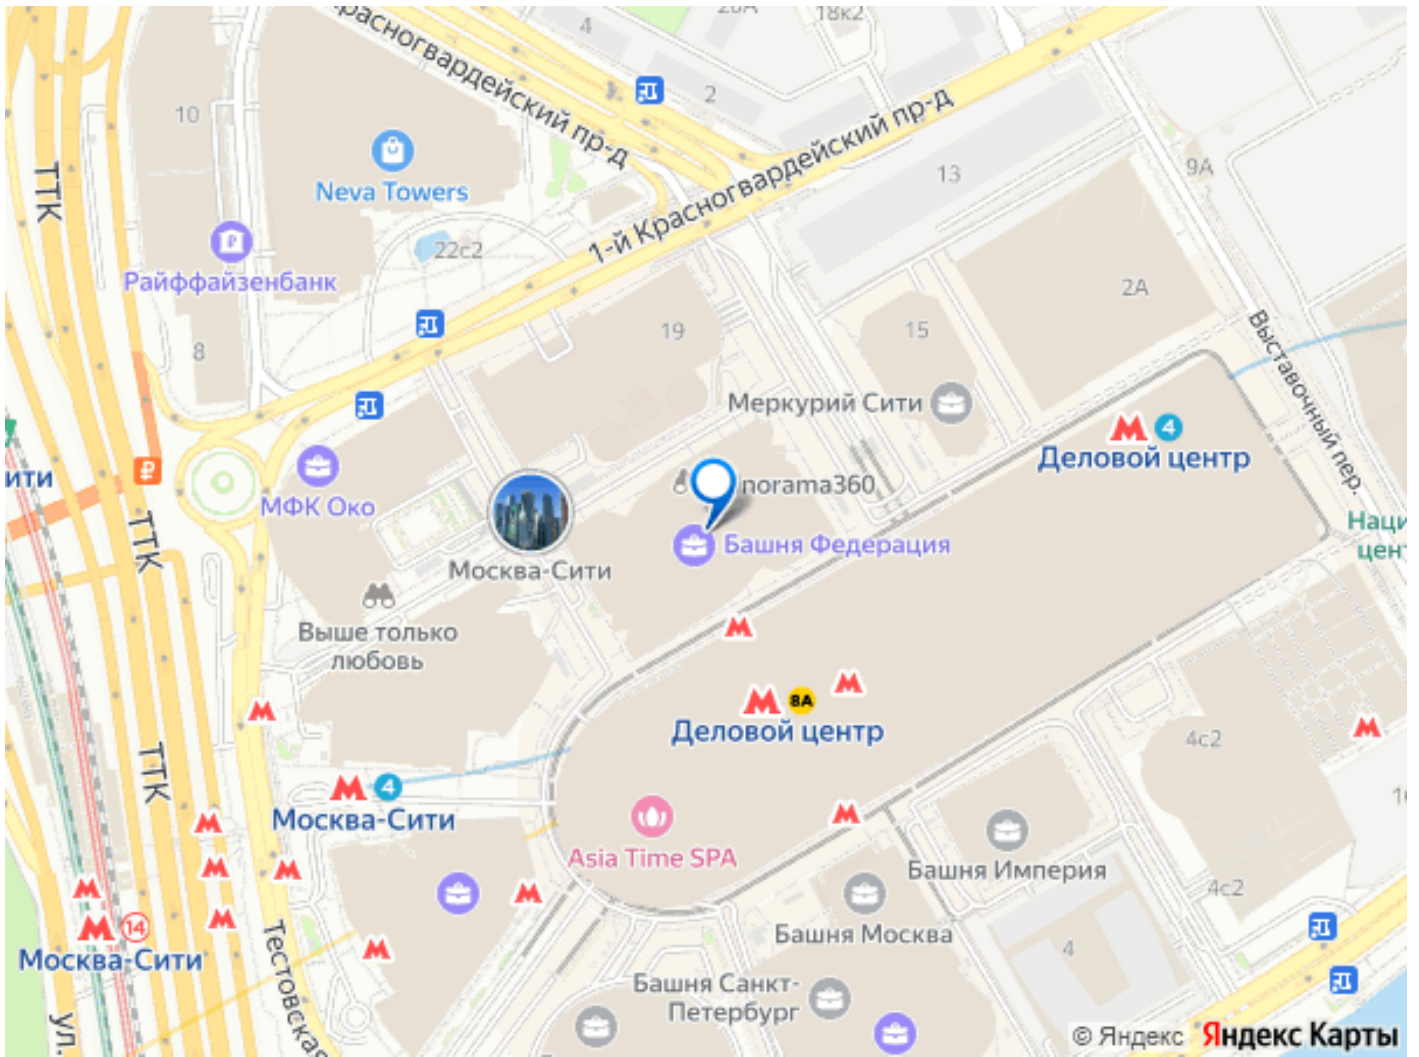 Красногвардейский пр-д
4
18к2
2
10
Neva Towers
1-й Красногвардейский пр-д
13
9А
ТТК
22с2
Райффайзенбанк
2А
8
19
15
Выставочный пер.
Меркурий Сити
4
Деловой центр
МФК Око
norama360
Башня Федерация
Москва-Сити
ТТК
Выше только
любовь
8А
Деловой центр
4с2
ТТК
4
Москва-Сити
Asia Time SPA
Башня Империя
4с2
Башня Москва
4
14
Москва-Сити
Тестовская
Башня Санкт-
Петербург
ул.
© Яндекс Яндекс Карты